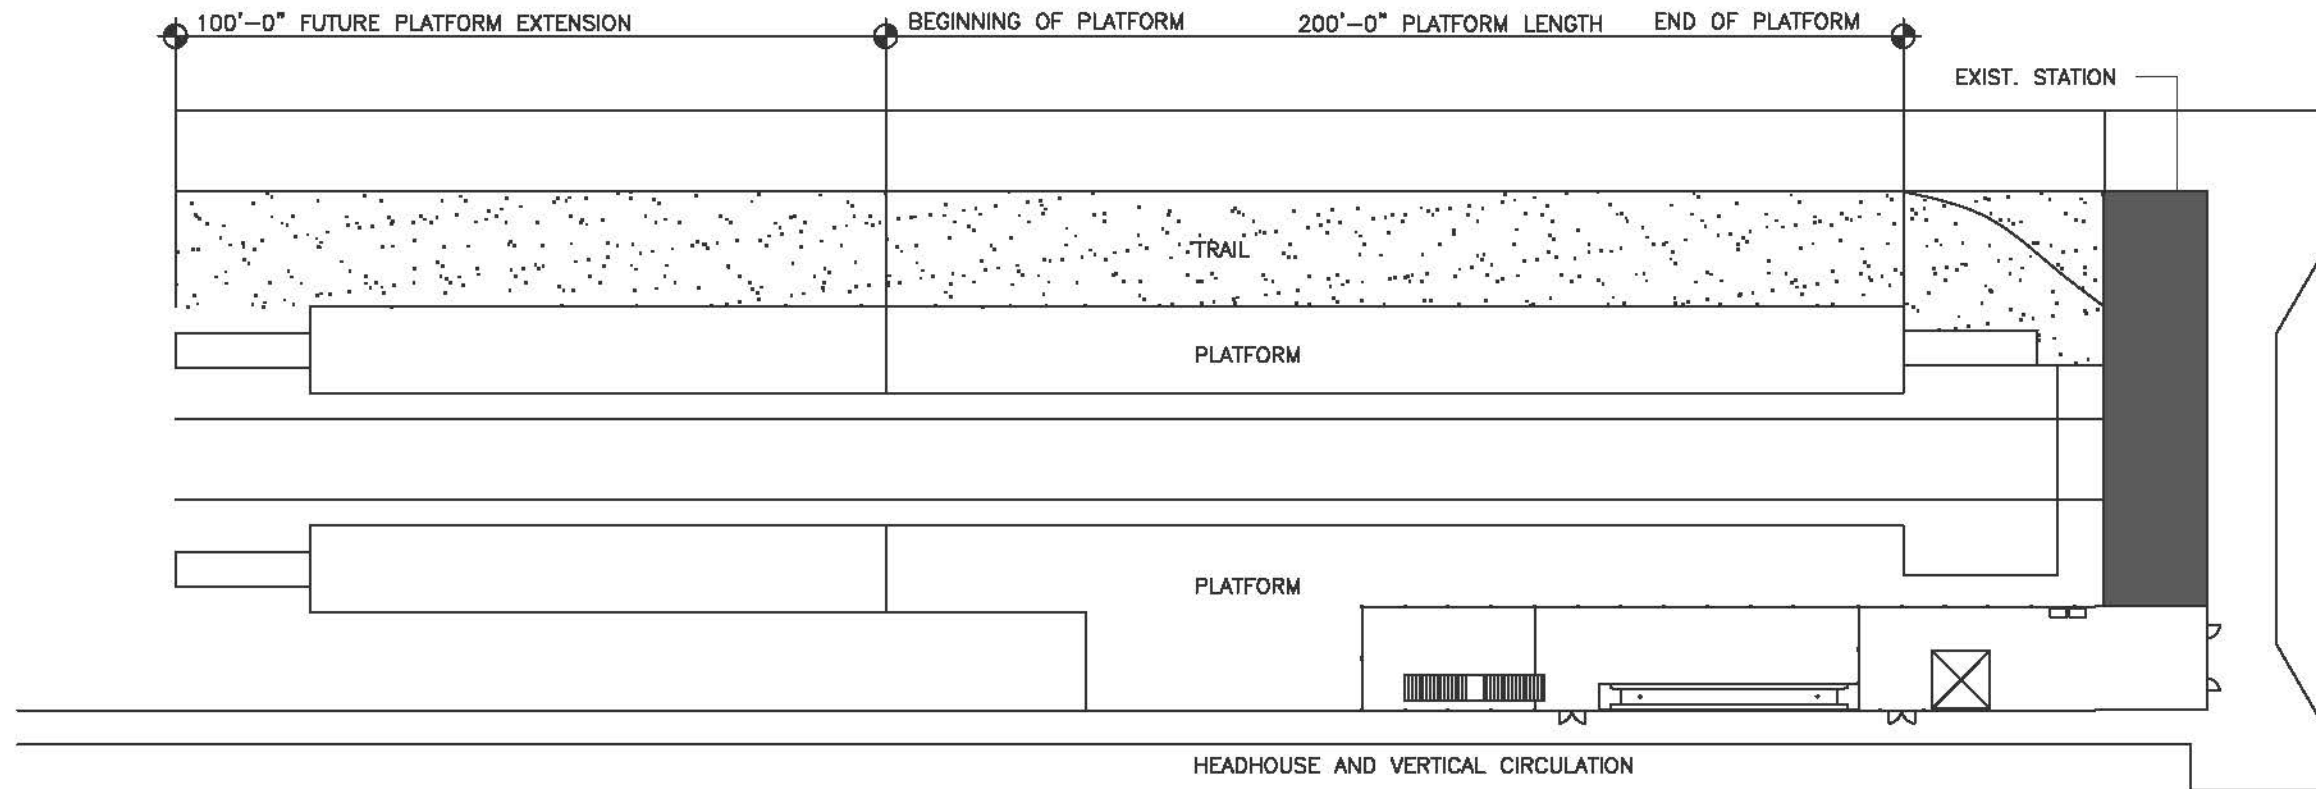 100'-0" FUTURE PLATFORM EXTENSION
BEGINNING OF PLATFORM
200'-0" PLATFORM LENGTH
END OF PLATFORM
EXIST. STATION
TRAIL
PLATFORM
PLATFORM
HEADHOUSE AND VERTICAL CIRCULATION